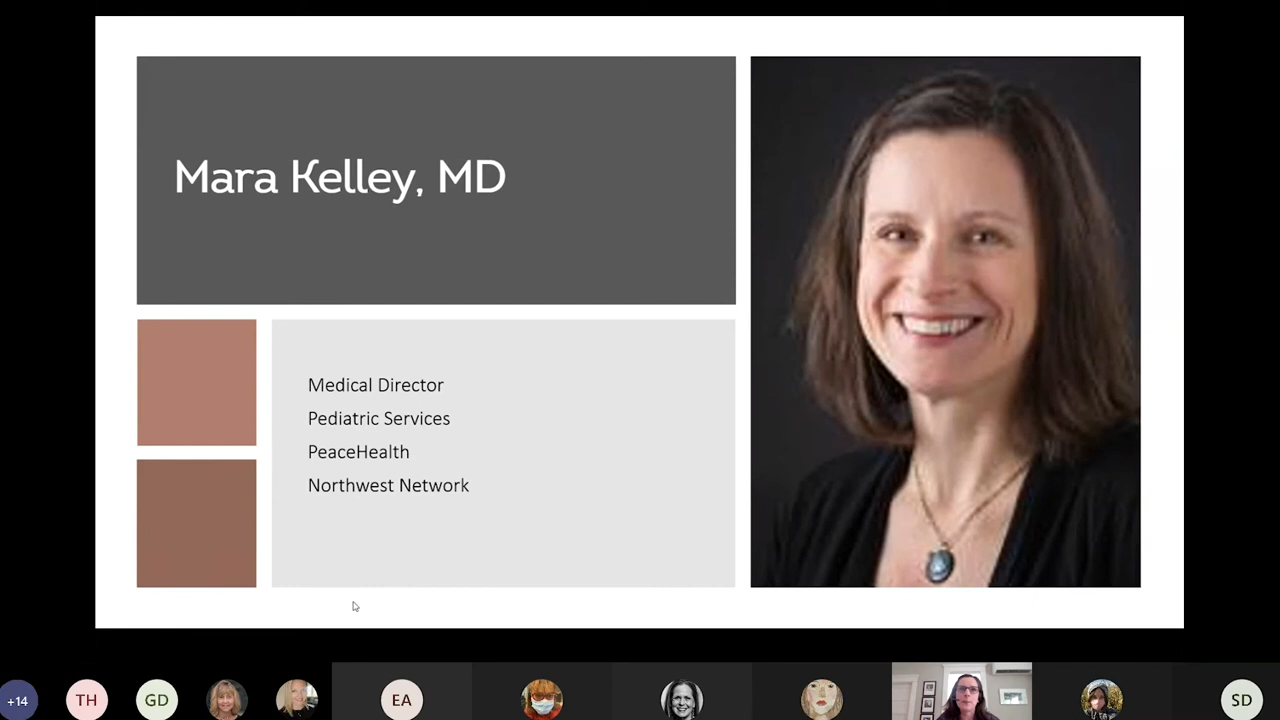 Mara Kelley, MD
Medical Director
Pediatric Services
PeaceHealth
Northwest Network
+14
TH
GD
EA
SD